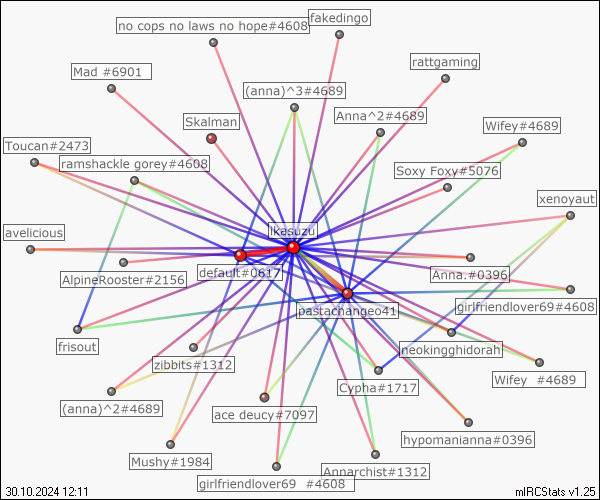 fakedingo
no cops no laws no hope#4608
rattgaming
Mad #6901
(anna)^3#4689
Anna^2#4689
Skalman
Wifey#4689
Toucan#2473
ramshackle gorey#4608
Soxy Foxy#5076
xenoyaut
ikasuzu
avelicious
default#0617
Anna.#0396
AlpineRooster#2156
pastachangeo41
girlfriendlover69#4608
frisout
neokingghidorah
zibbits#1312
Cypha#1717
Wifey #4689
(anna)^2#4689
ace deucy#7097
hypomanianna#0396
Mushy#1984
Annarchist#1312
girlfriendlover69 #4608
30.10.2024 12:11
mIRCStats v1.25